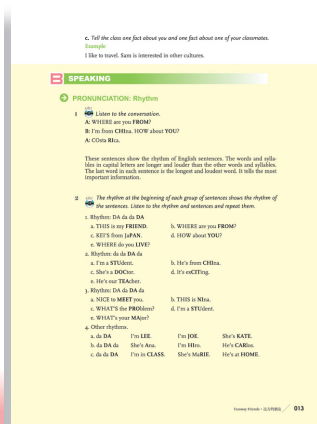 c. Tell the class one fact about you and one fact about one of your classmates.
Example
I like to travel. Sam is interested in other cultures.
B SPEAKING
PRONUNCIATION: Rhythm
1 Listen to the conversation.
A: WHERE are you FROM?
B: I'm from CHIna. HOW about YOU?
A: COsta RIca.
These sentences show the rhythm of English sentences. The words and sylla-
bles in capital letters are longer and louder than the other words and syllables.
The last word in each sentence is the longest and loudest word. It tells the most
important information.
2 The rhythm at the beginning of each group of sentences shows the rhythm of
the sentences. Listen to the rhythm and sentences and repeat them.
1. Rhythm: DA da da DA
a. THIS is my FRIEND. b. WHERE are you FROM?
c. KEI'S from JaPAN. d. HOW about YOU?
e. WHERE do you LIVE?
2. Rhythm: da da DA da
a. I'm a STUdent. b. He's from CHIna.
c. She's a DOCtor. d. It's exCITing.
e. He's our TEAcher.
3. Rhythm: DA da DA da
a. NICE to MEET you. b. THIS is NIna.
c. WHAT'S the PROblem? d. I'm a STUdent.
e. WHAT's your MAjor?
4. Other rhythms.
a. da DA I'm LEE. I'm JOE. She's KATE.
b. da DA da She's Ana. I'm HIro. He's CARlos.
c. da da DA I'm in CLASS. She's MaRIE. He's at HOME.
013